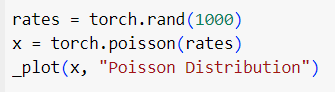 rates = torch.rand(1000)
x = torch.poisson(rates)
_plot(x, "Poisson Distribution")